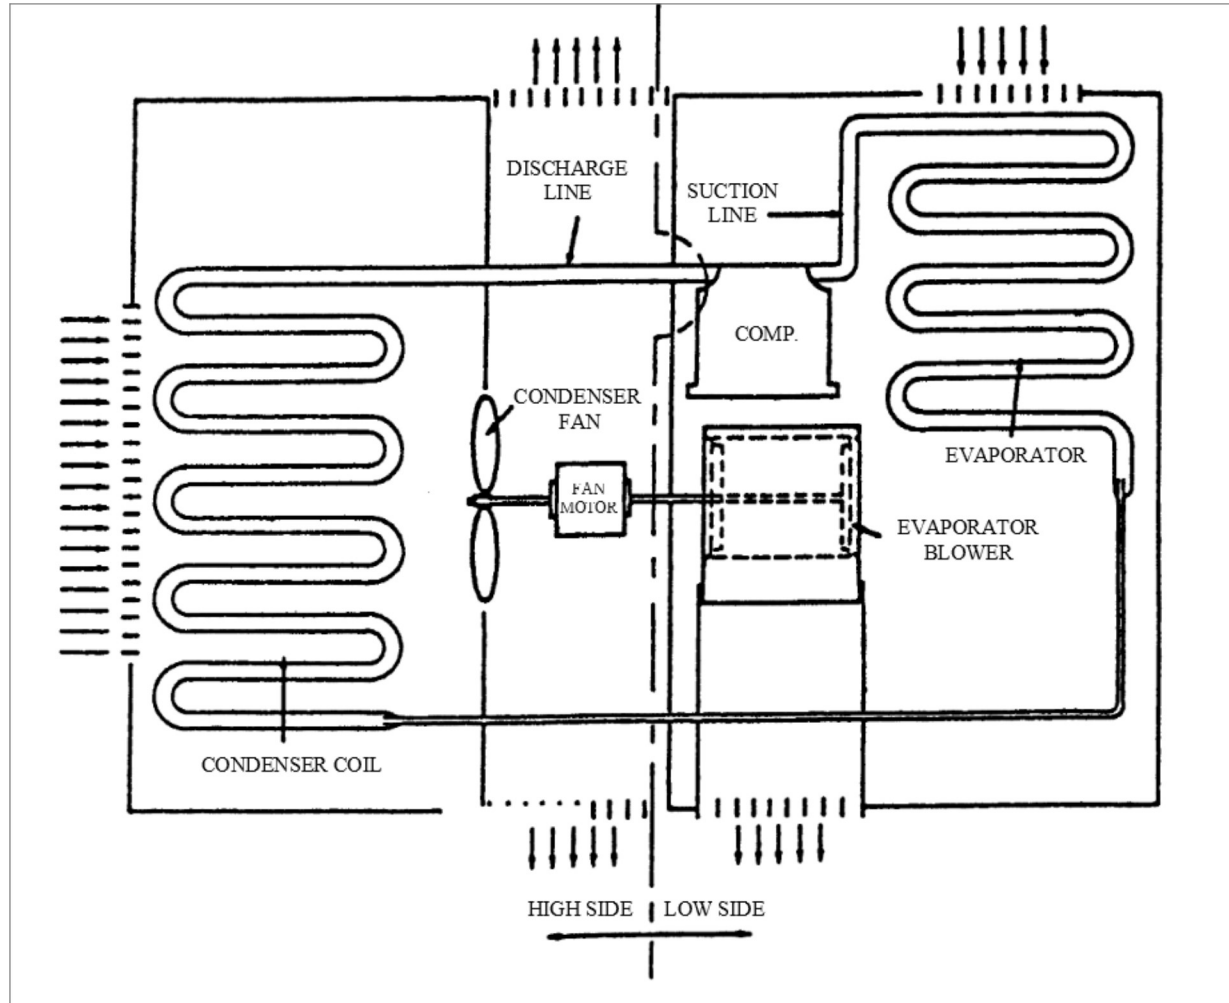 DISCHARGE
LINE
SUCTION
LINE
COMP.
CONDENSER
FAN
FAN
MOTOR
EVAPORATOR
EVAPORATOR
BLOWER
CONDENSER COIL
HIGH SIDE
LOW SIDE